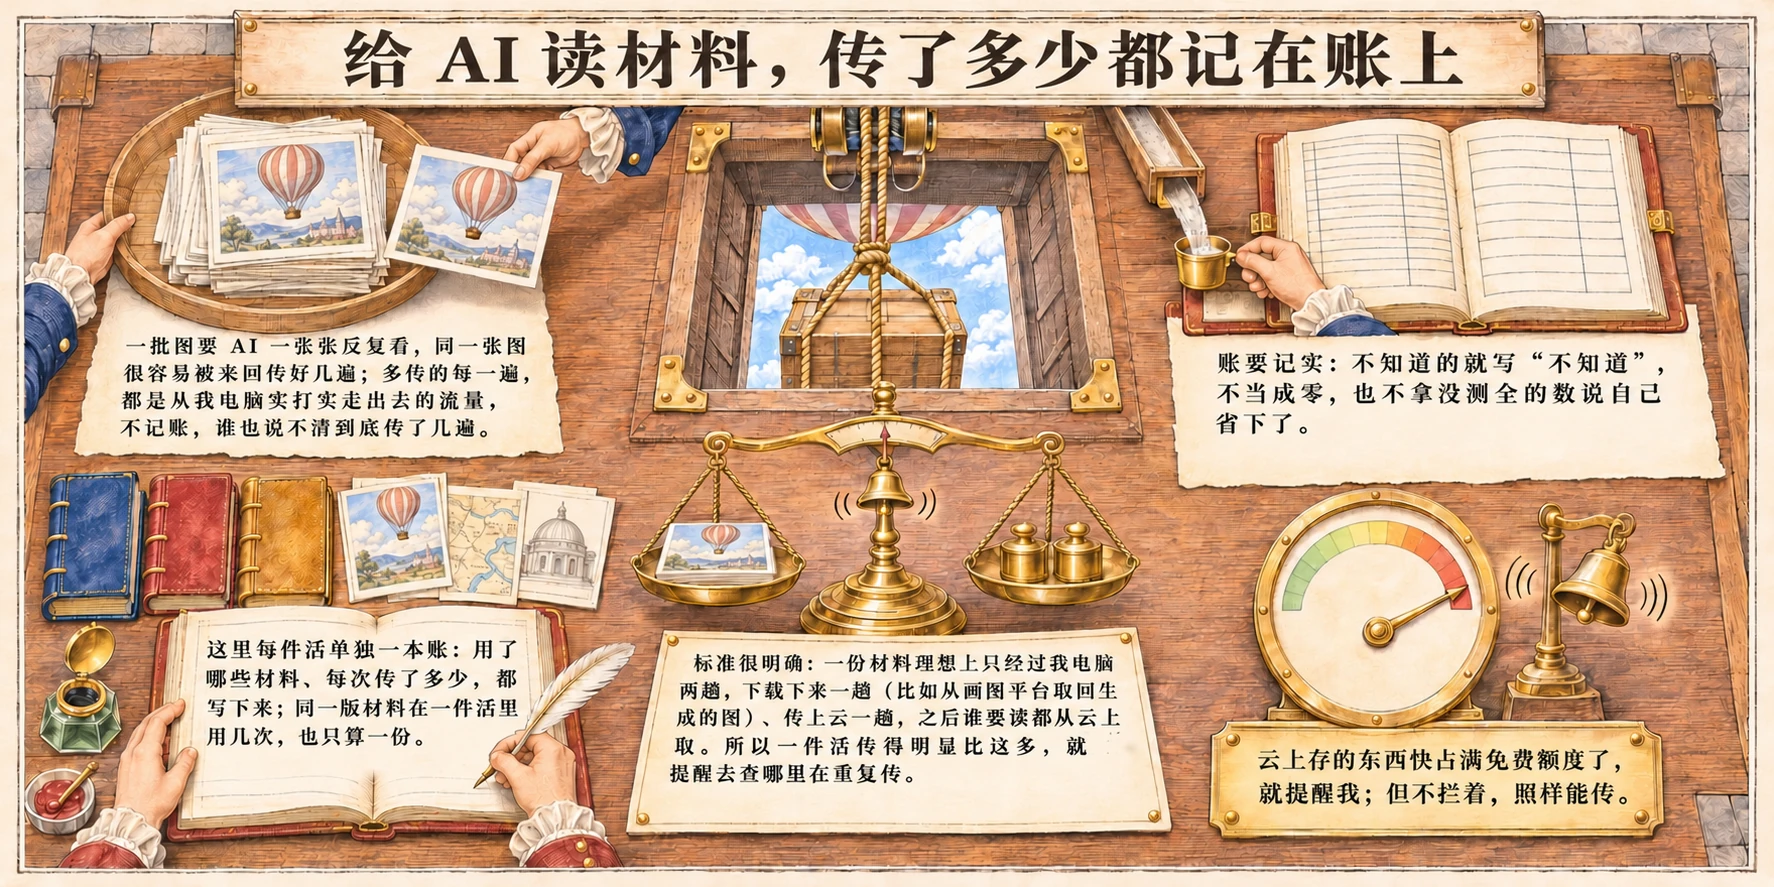 给 AI 读材料，传了多少都记在账上
一批图要 AI 一张张反复看，同一张图
很容易被来回传好几遍；多传的每一遍，
都是从我电脑实打实走出去的流量，
不记账，谁也说不清到底传了几遍。
账要记实：不知道的就写“不知道”，
不当成零，也不拿没测全的数说自己
省下了。
这里每件活单独一本账：用了
哪些材料、每次传了多少，都
写下来；同一版材料在一件活里
用几次，也只算一份。
标准很明确：一份材料理想上只经过我电脑
两趟，下载下来一趟（比如从画图平台取回生
成的图）、传上云一趟，之后谁要读都从云上
取。所以一件活传得明显比这多，就
提醒去查哪里在重复传。
云上存的东西快占满免费额度了，
就提醒我；但不拦着，照样能传。